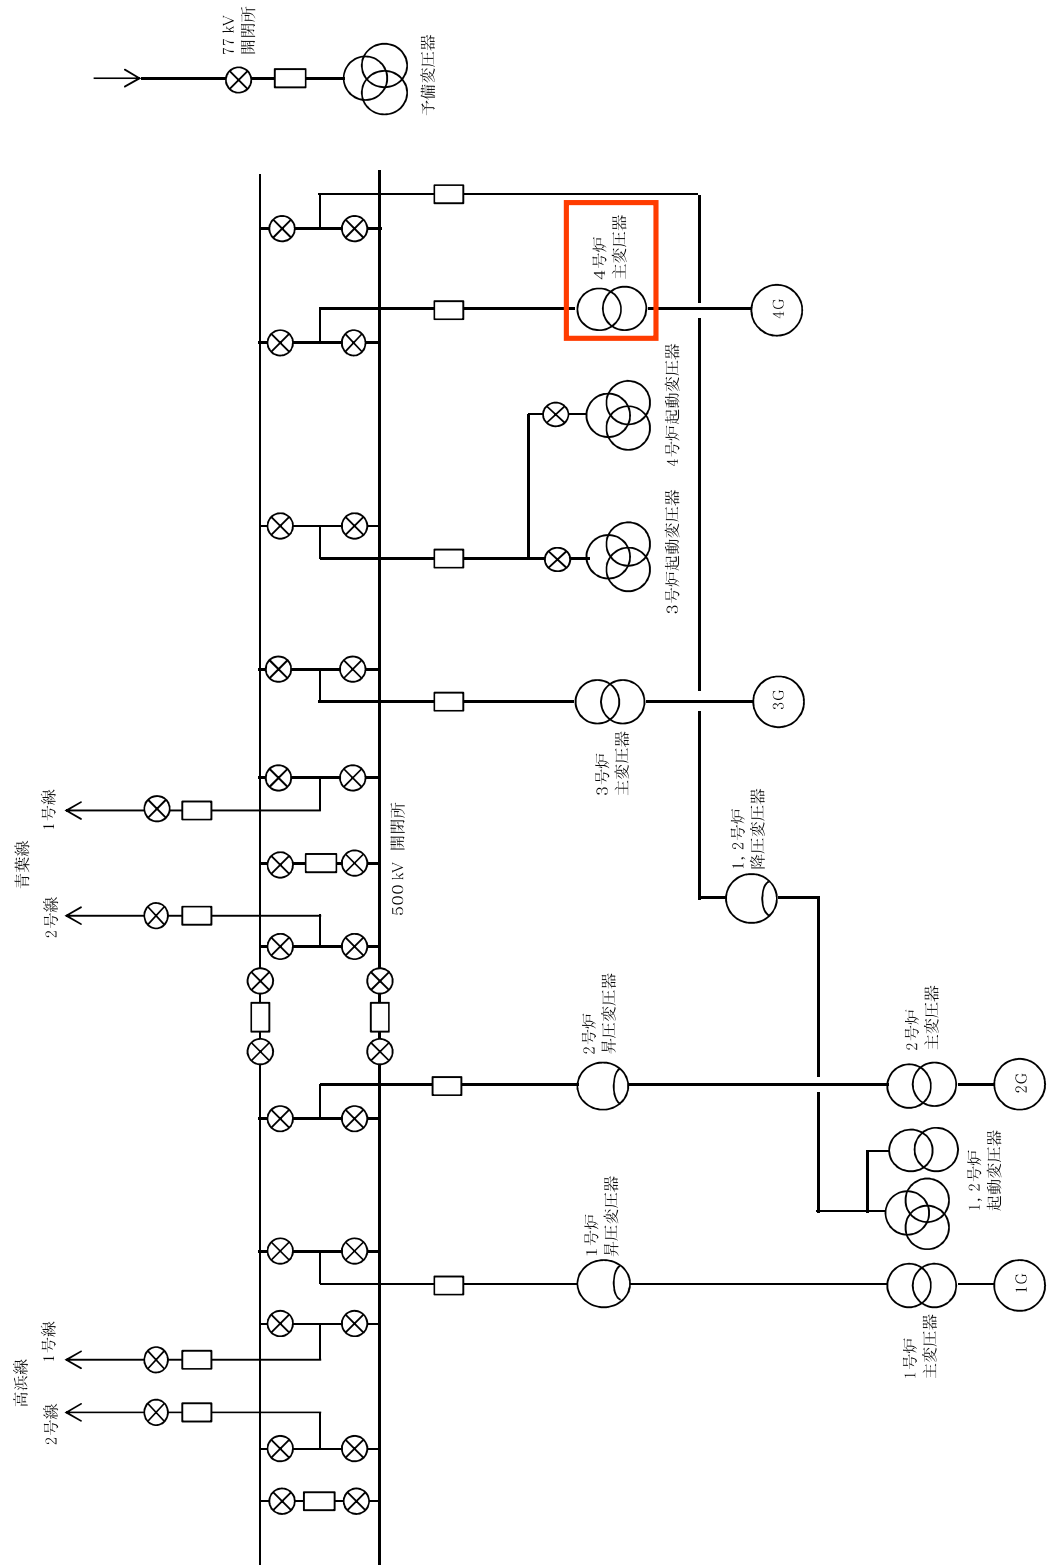 高浜線
2号線
1号線
青葉線
2号線
1号線
77 kV
開閉所
予備変圧器
500 kV 開閉所
1号炉
昇圧変圧器
2号炉
昇圧変圧器
3号炉
主変圧器
3号炉起動変圧器
4号炉起動変圧器
4号炉
主変圧器
1, 2号炉
降圧変圧器
3G
4G
1号炉
主変圧器
1, 2号炉
起動変圧器
2号炉
主変圧器
1G
2G